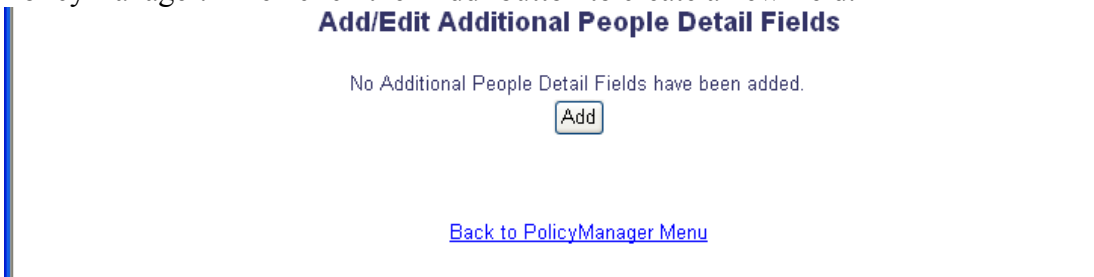 Add/Edit Additional People Detail Fields
No Additional People Detail Fields have been added.
Add
Back to PolicyManager Menu